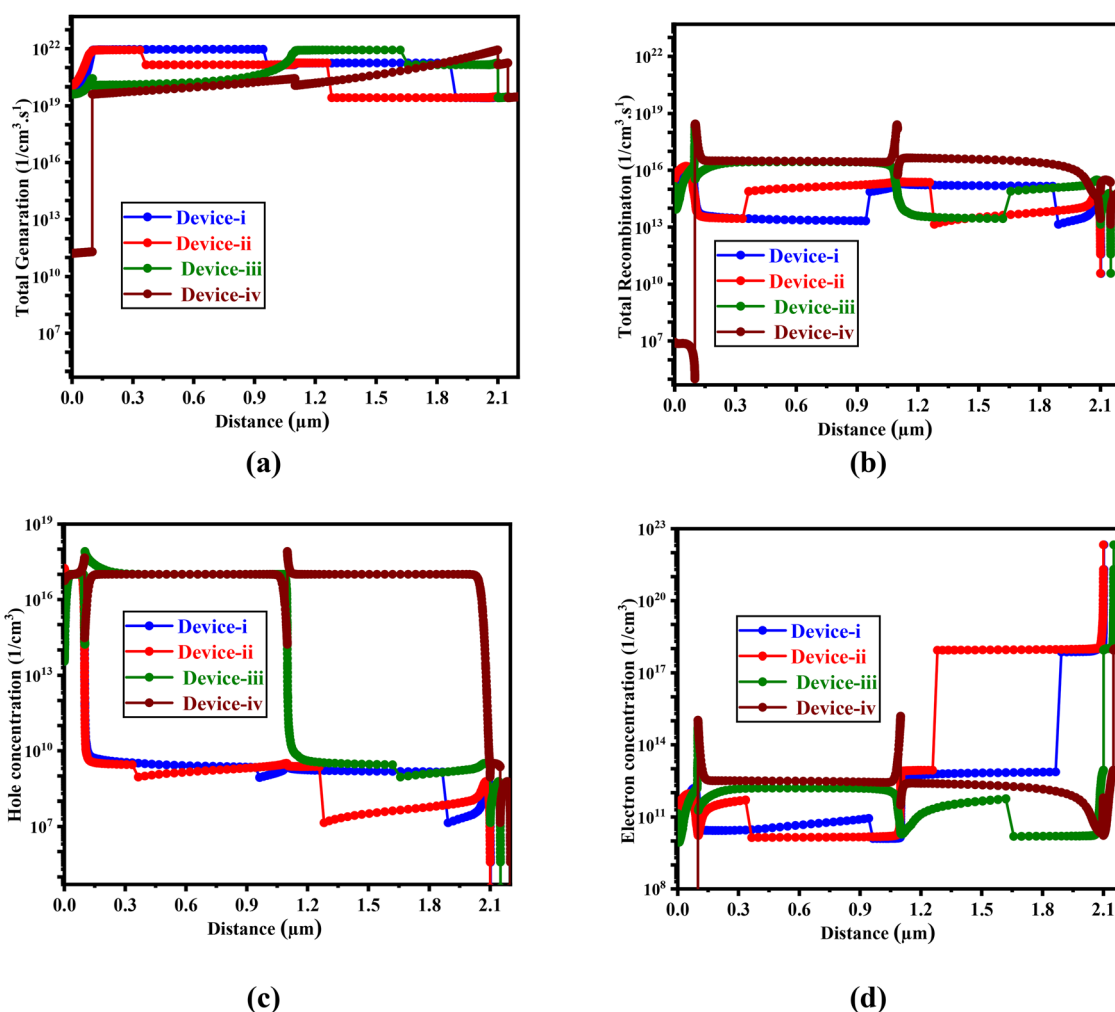 Total Genaration (1/cm³.s¹)
10²²
10¹⁹
10¹⁶
10¹³
10¹⁰
10⁷
Device-i
Device-ii
Device-iii
Device-iv
0.0 0.3 0.6 0.9 1.2 1.5 1.8 2.1
Distance (µm)
(a)
Total Recombinaton (1/cm³.s¹)
10²²
10¹⁹
10¹⁶
10¹³
10¹⁰
10⁷
Device-i
Device-ii
Device-iii
Device-iv
0.0 0.3 0.6 0.9 1.2 1.5 1.8 2.1
Distance (µm)
(b)
Hole concentration (1/cm³)
10¹⁹
10¹⁶
10¹³
10¹⁰
10⁷
Device-i
Device-ii
Device-iii
Device-iv
0.0 0.3 0.6 0.9 1.2 1.5 1.8 2.1
Distance (µm)
(c)
Electron concentration (1/cm³)
10²³
10²⁰
10¹⁷
10¹⁴
10¹¹
10⁸
Device-i
Device-ii
Device-iii
Device-iv
0.0 0.3 0.6 0.9 1.2 1.5 1.8 2.1
Distance (µm)
(d)